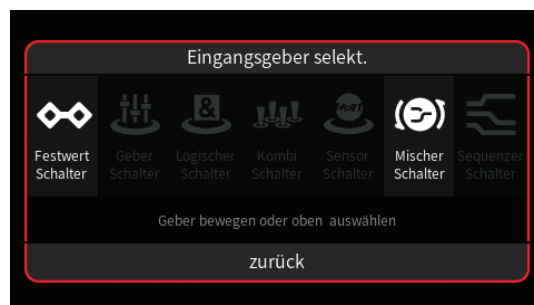 Eingangsgeber selekt.
&
Festwert Geber Logischer Kombi Sensor Mischer Sequenzer
Schalter Schalter Schalter Schalter Schalter Schalter Schalter
Geber bewegen oder oben auswählen
zurück